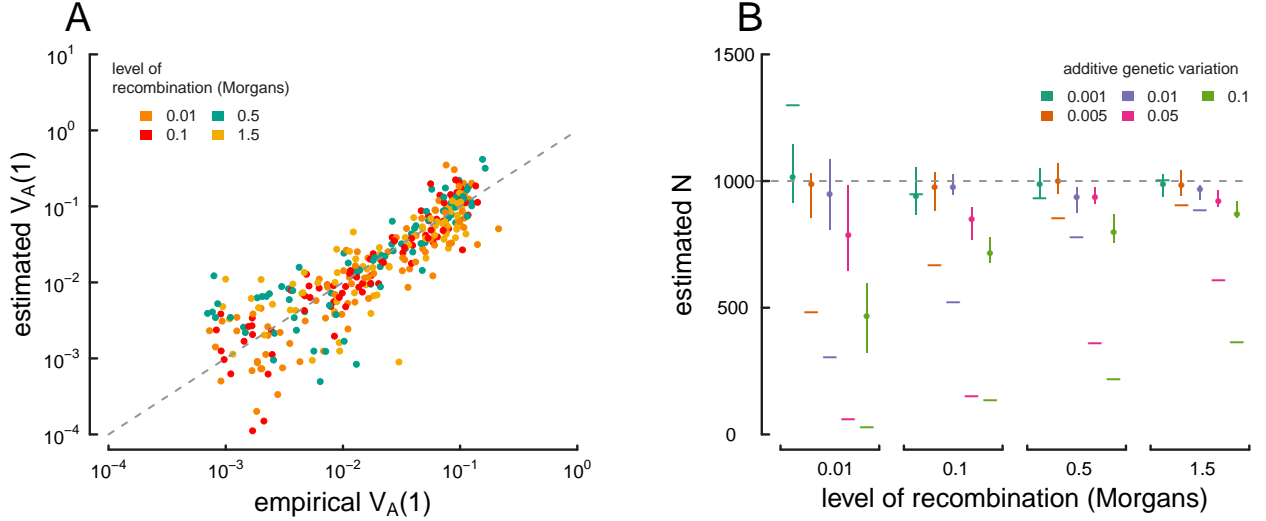 A
estimated V_A(1)
10^1
10^0
10^−1
10^−2
10^−3
10^−4
level of
recombination (Morgans)
0.01 0.5
0.1 1.5
10^−4 10^−3 10^−2 10^−1 10^0
empirical V_A(1)
B
estimated N
1500
1000
500
0
additive genetic variation
0.001 0.01 0.1
0.005 0.05
0.01 0.1 0.5 1.5
level of recombination (Morgans)